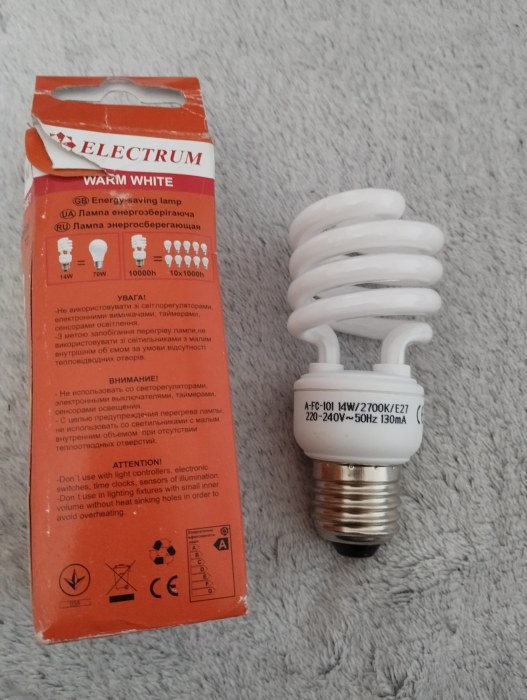 ELECTRUM
WARM WHITE
GB Energy-saving lamp
UA Лампа енергозберігаюча
RU Лампа энергосберегающая
14W = 70W
10000h = 10x1000h
УВАГА!
-Не використовувати зі світлорегуляторами,
електронними вимикачами, таймерами,
сенсорами освітлення.
-З метою запобігання перегріву лампи,не
використовувати зі світильниками з малим
внутрішнім об`ємом за умови відсутності
тепловідводних отворів.
ВНИМАНИЕ!
- Не использовать со светорегуляторами,
электронными выключателями, таймерами,
сенсорами освещения.
- С целью предупреждения перегрева лампы,
не использовать со светильниками с малым
внутренним объемом при отсутствии
теплоотводных отверстий.
ATTENTION!
-Don`t use with light controllers, electronic
switches, time clocks, sensors of illumination.
-Don`t use in lighting fixtures with small inner
volume without heat sinking holes in order to
avoid overheating.
CE
A
A
B
C
D
E
F
G
A-FC-101 14W/2700K/E27
220-240V~50Hz 130mA